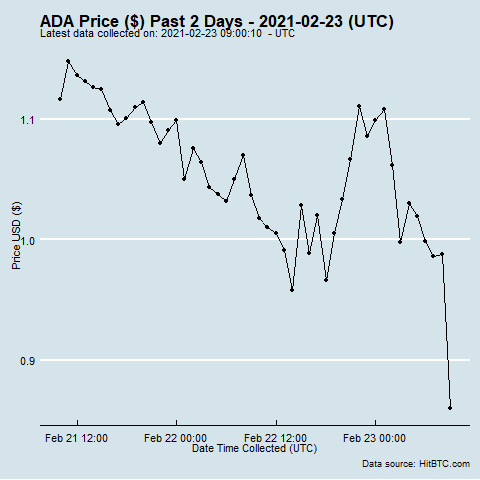 ADA Price ($) Past 2 Days - 2021-02-23 (UTC)
Latest data collected on: 2021-02-23 09:00:10 - UTC
1.1
1.0
0.9
Price USD ($)
Feb 21 12:00
Feb 22 00:00
Feb 22 12:00
Feb 23 00:00
Date Time Collected (UTC)
Data source: HitBTC.com